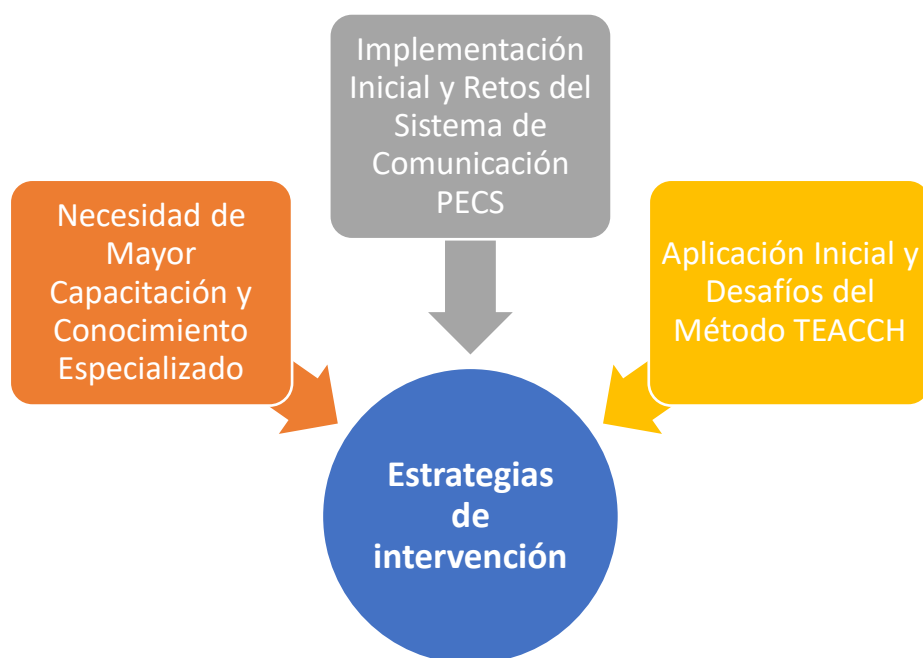 Implementación
Inicial y Retos del
Sistema de
Comunicación
PECS
Necesidad de
Mayor
Capacitación y
Conocimiento
Especializado
Aplicación Inicial y
Desafíos del
Método TEACCH
Estrategias
de
intervención